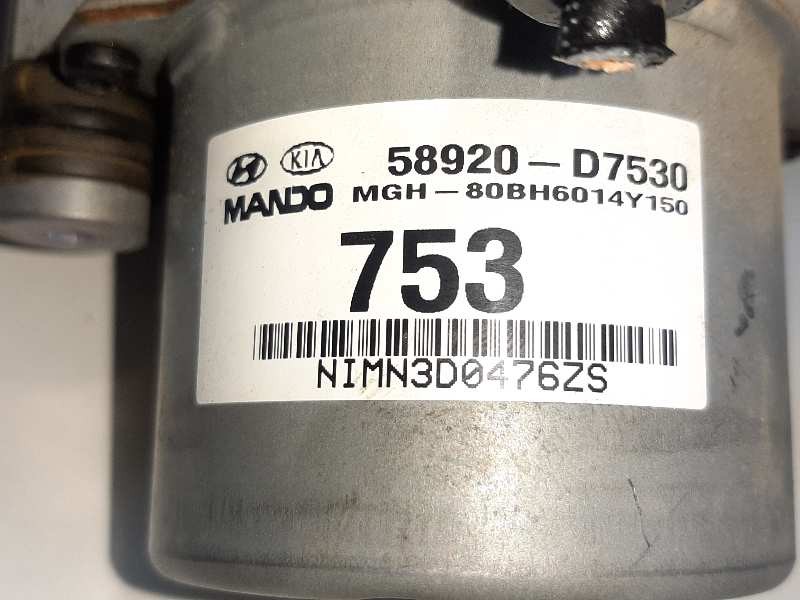 KIA 58920-D7530
MANDO MGH-80BH6014Y150
753
NIMN3D0476ZS